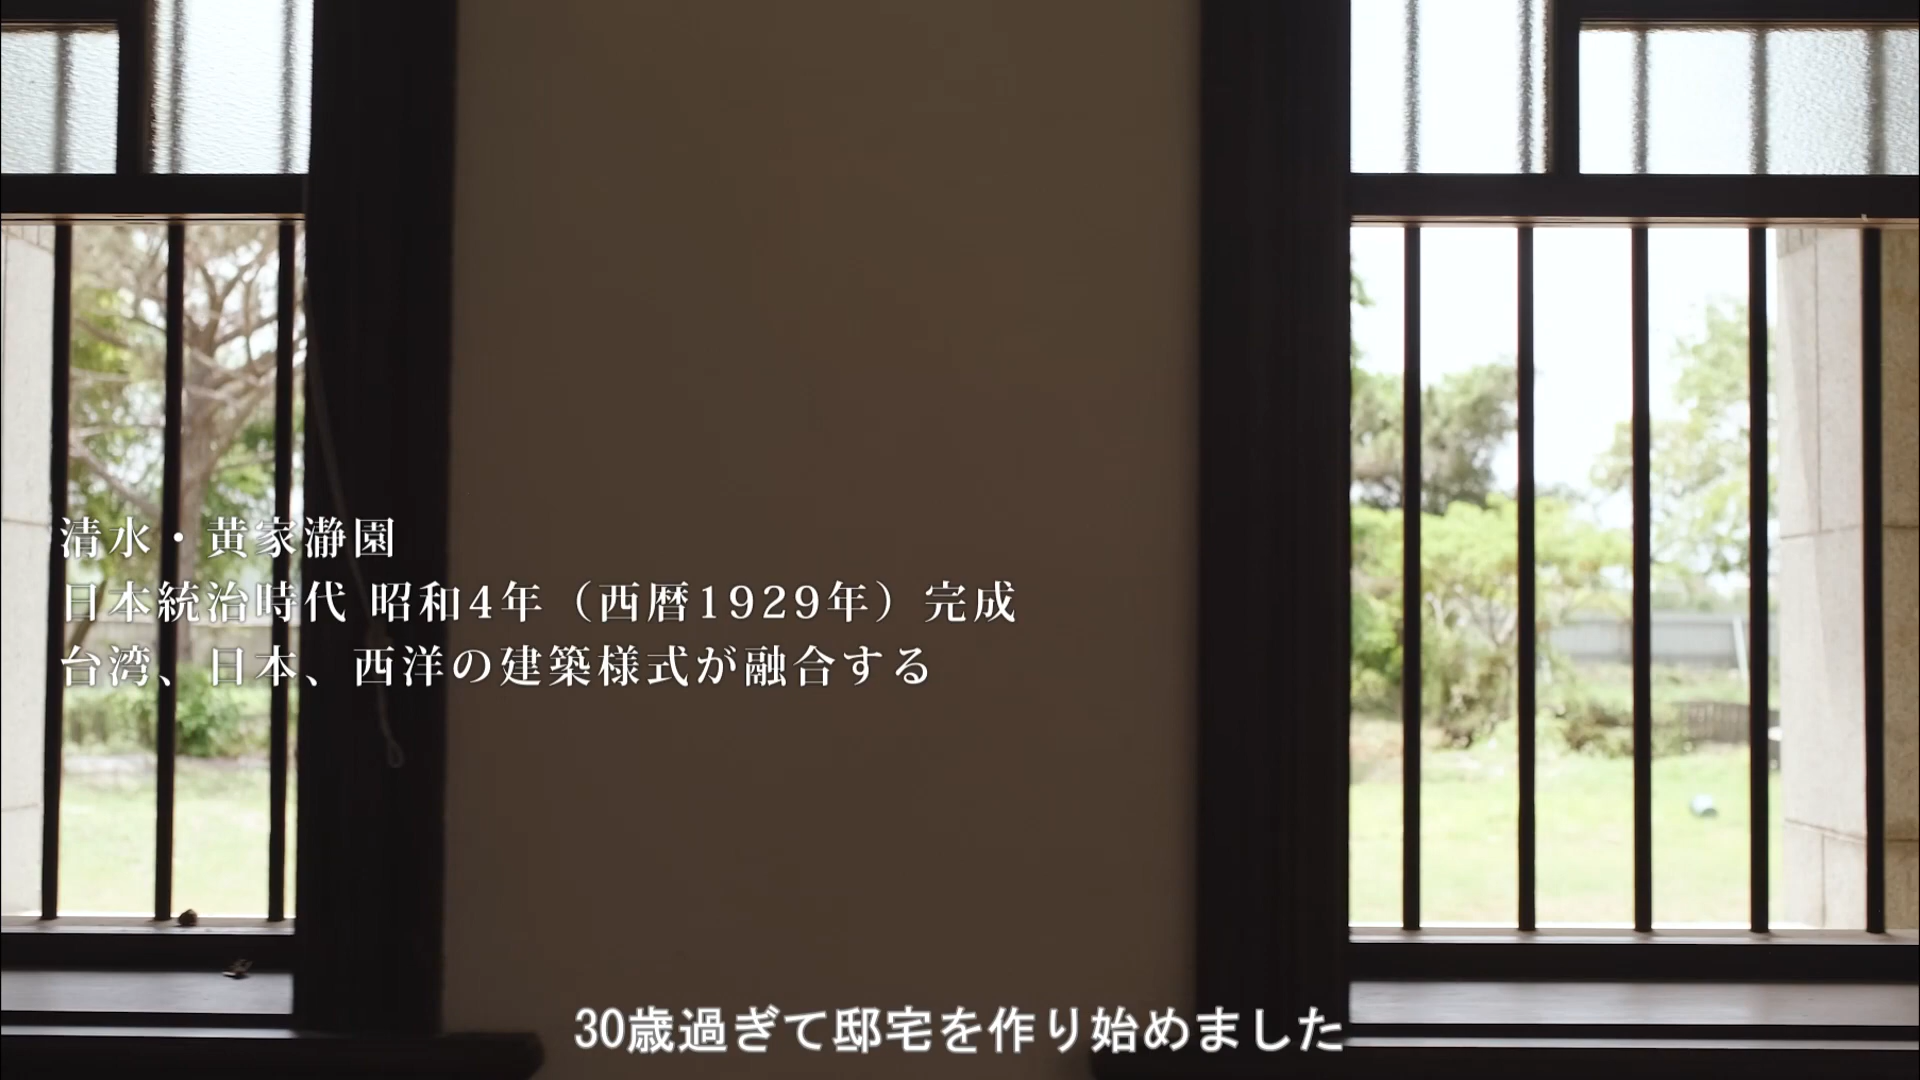 清水・黄家瀞園
日本統治時代 昭和4年（西暦1929年）完成
台湾、日本、西洋の建築様式が融合する
30歳過ぎて邸宅を作り始めました